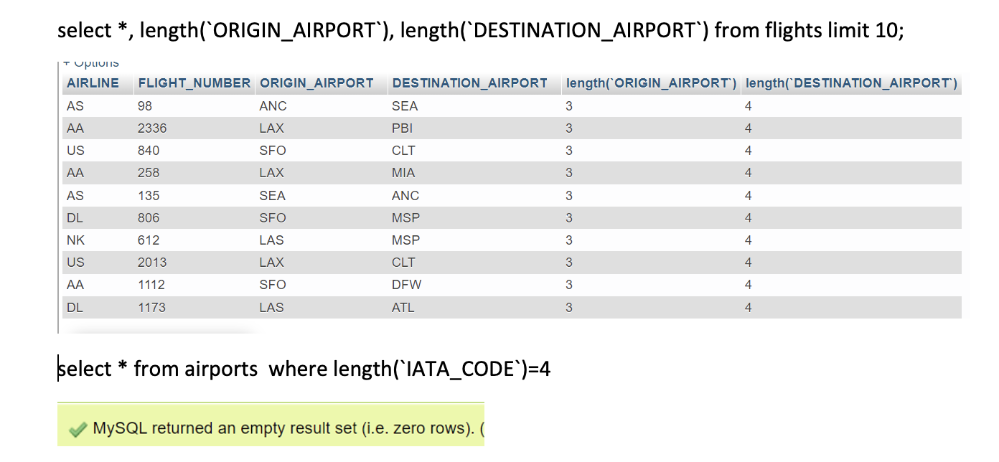 select *, length(`ORIGIN_AIRPORT`), length(`DESTINATION_AIRPORT`) from flights limit 10;
+ Options
AIRLINE FLIGHT_NUMBER ORIGIN_AIRPORT DESTINATION_AIRPORT length(`ORIGIN_AIRPORT`) length(`DESTINATION_AIRPORT`)
AS 98 ANC SEA 3 4
AA 2336 LAX PBI 3 4
US 840 SFO CLT 3 4
AA 258 LAX MIA 3 4
AS 135 SEA ANC 3 4
DL 806 SFO MSP 3 4
NK 612 LAS MSP 3 4
US 2013 LAX CLT 3 4
AA 1112 SFO DFW 3 4
DL 1173 LAS ATL 3 4
select * from airports  where length(`IATA_CODE`)=4
MySQL returned an empty result set (i.e. zero rows). (